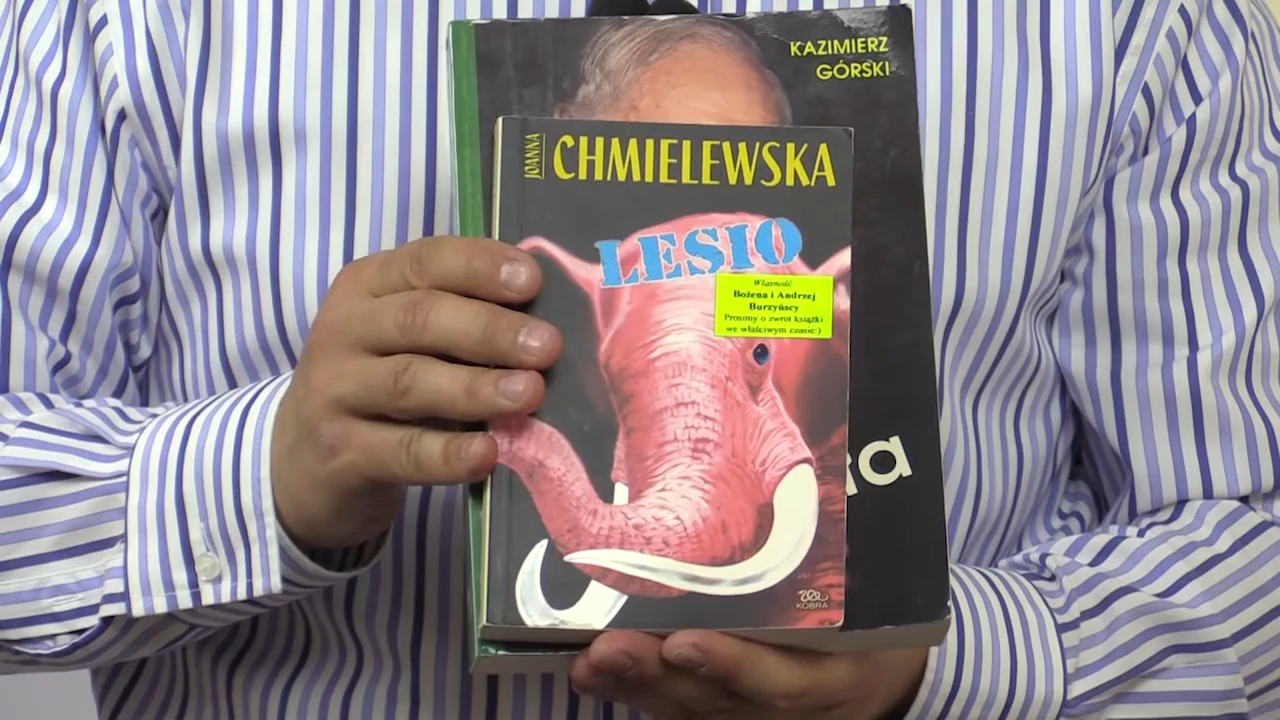 KAZIMIERZ
GÓRSKI
JOANNA
CHMIELEWSKA
LESIO
Własność:
Bożena i Andrzej
Burzyńscy
Prosimy o zwrot książki
we właściwym czasie:)
KOBRA